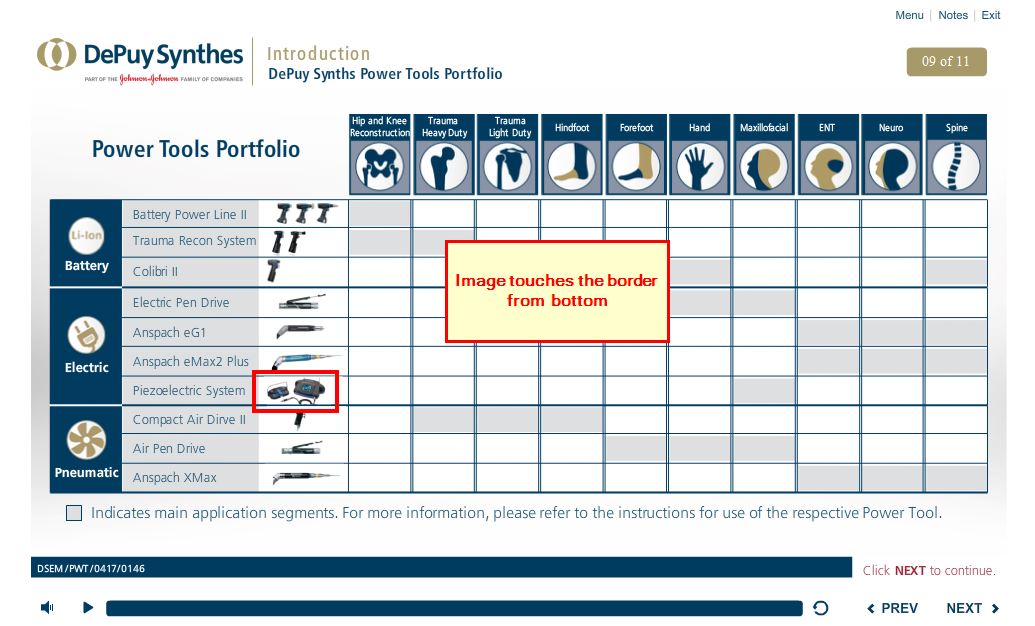 Menu | Notes | Exit
DePuy Synthes
PART OF THE Johnson & Johnson FAMILY OF COMPANIES
Introduction
DePuy Synths Power Tools Portfolio
09 of 11
Power Tools Portfolio
Hip and Knee
Reconstruction
Trauma
Heavy Duty
Trauma
Light Duty
Hindfoot
Forefoot
Hand
Maxillofacial
ENT
Neuro
Spine
Li-Ion
Battery
Battery Power Line II
Trauma Recon System
Colibri II
Image touches the border
from bottom
Electric
Electric Pen Drive
Anspach eG1
Anspach eMax2 Plus
Piezoelectric System
Pneumatic
Compact Air Dirve II
Air Pen Drive
Anspach XMax
Indicates main application segments. For more information, please refer to the instructions for use of the respective Power Tool.
DSEM/PWT/0417/0146
Click NEXT to continue.
PREV
NEXT